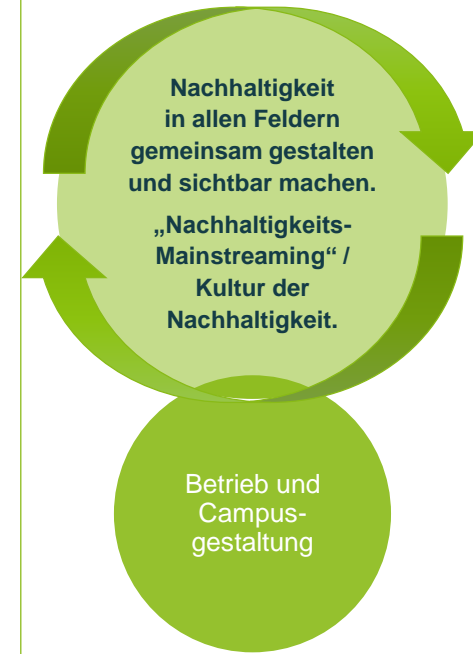 Nachhaltigkeit
in allen Feldern
gemeinsam gestalten
und sichtbar machen.
„Nachhaltigkeits-
Mainstreaming“ /
Kultur der
Nachhaltigkeit.
Betrieb und
Campus-
gestaltung